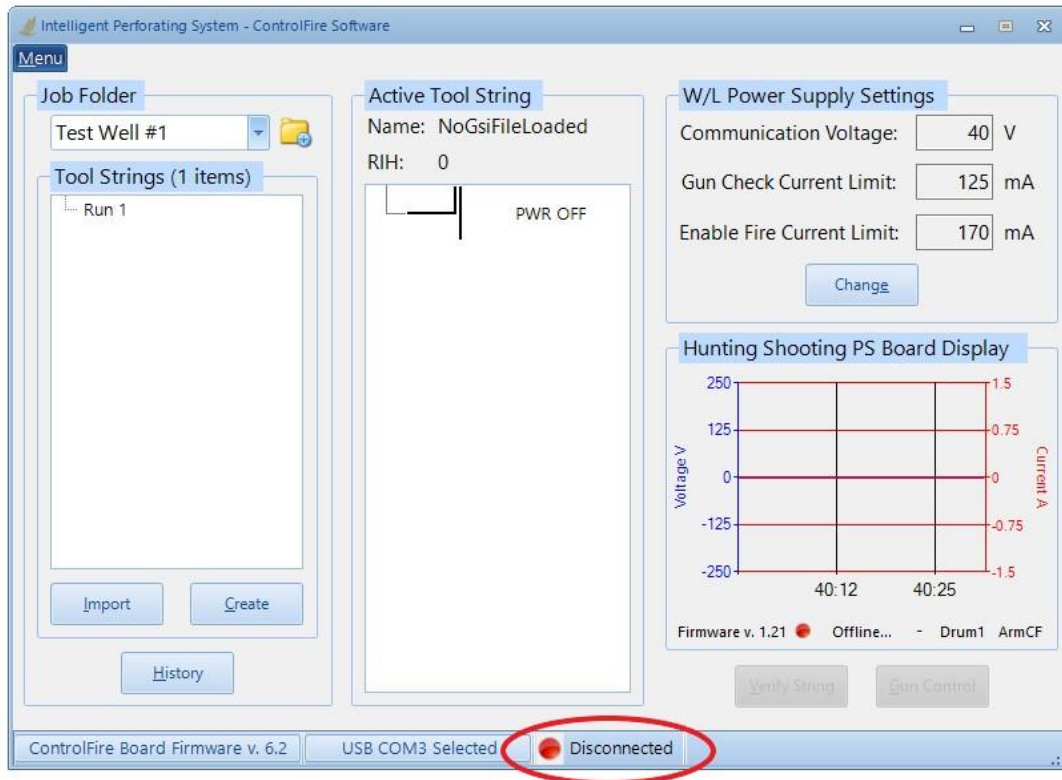 Intelligent Perforating System - ControlFire Software
Menu
Job Folder
Test Well #1
Tool Strings (1 items)
Run 1
Import
Create
History
Active Tool String
Name: NoGsiFileLoaded
RIH: 0
PWR OFF
W/L Power Supply Settings
Communication Voltage: 40 V
Gun Check Current Limit: 125 mA
Enable Fire Current Limit: 170 mA
Change
Hunting Shooting PS Board Display
250
125
0
-125
-250
Voltage V
1.5
0.75
0
-0.75
-1.5
Current A
40:12
40:25
Firmware v. 1.21 Offline... - Drum1 ArmCF
Verify String
Gun Control
ControlFire Board Firmware v. 6.2
USB COM3 Selected
Disconnected